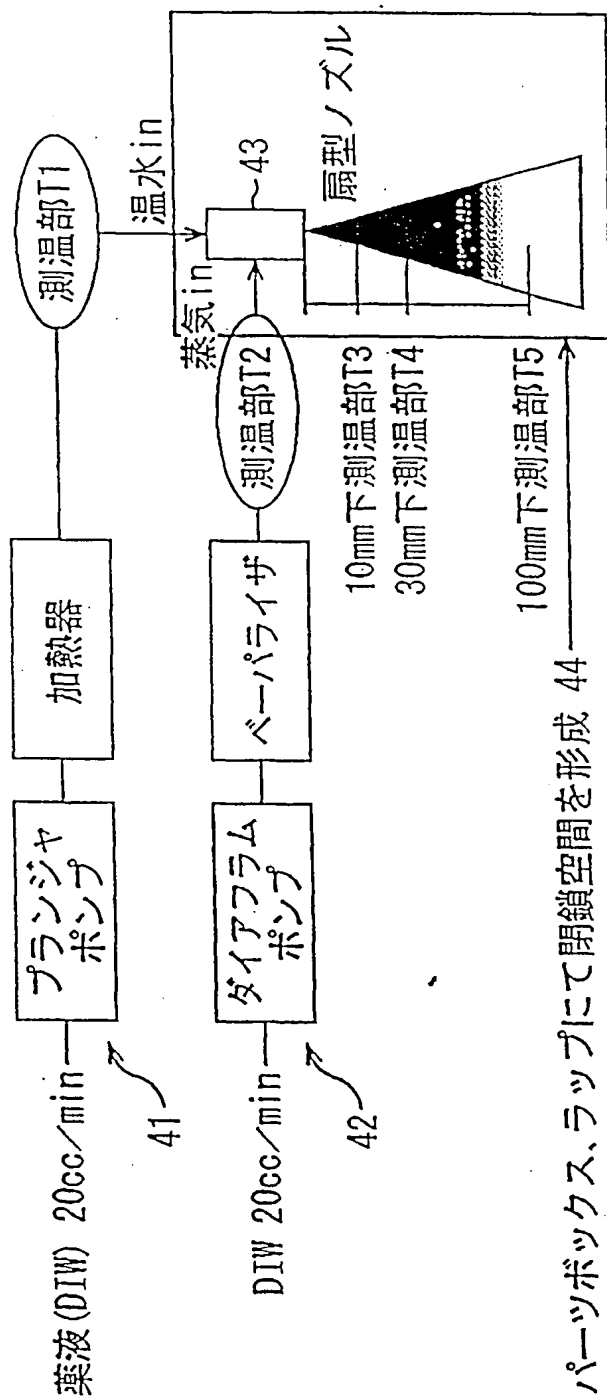 薬液(DIW) 20cc/min
プランジャ
ポンプ
加熱器
測温部T1
温水in
41
DIW 20cc/min
ダイアフラム
ポンプ
ベーパライザ
測温部T2
蒸気in
43
扇型ノズル
42
10mm下測温部T3
30mm下測温部T4
100mm下測温部T5
パーツボックス、ラップにて閉鎖空間を形成 44